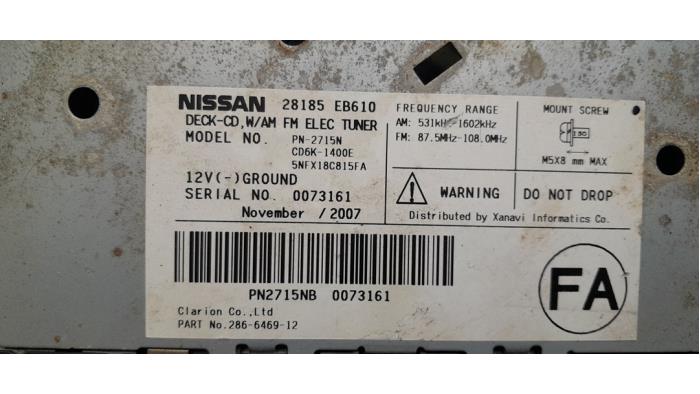 NISSAN 28185 EB610
DECK-CD,W/AM FM ELEC TUNER
MODEL NO. PN-2715N
CD6K-1400E
5NFX18C815FA
12V(-)GROUND
SERIAL NO. 0073161
November /2007
FREQUENCY RANGE
AM: 531kHz-1602kHz
FM: 87.5MHz-108.0MHz
MOUNT SCREW
ISO
M5X8 mm MAX
WARNING
DO NOT DROP
Distributed by Xanavi Informatics Co.
PN2715NB 0073161
Clarion Co.,Ltd
PART No.286-6469-12
FA